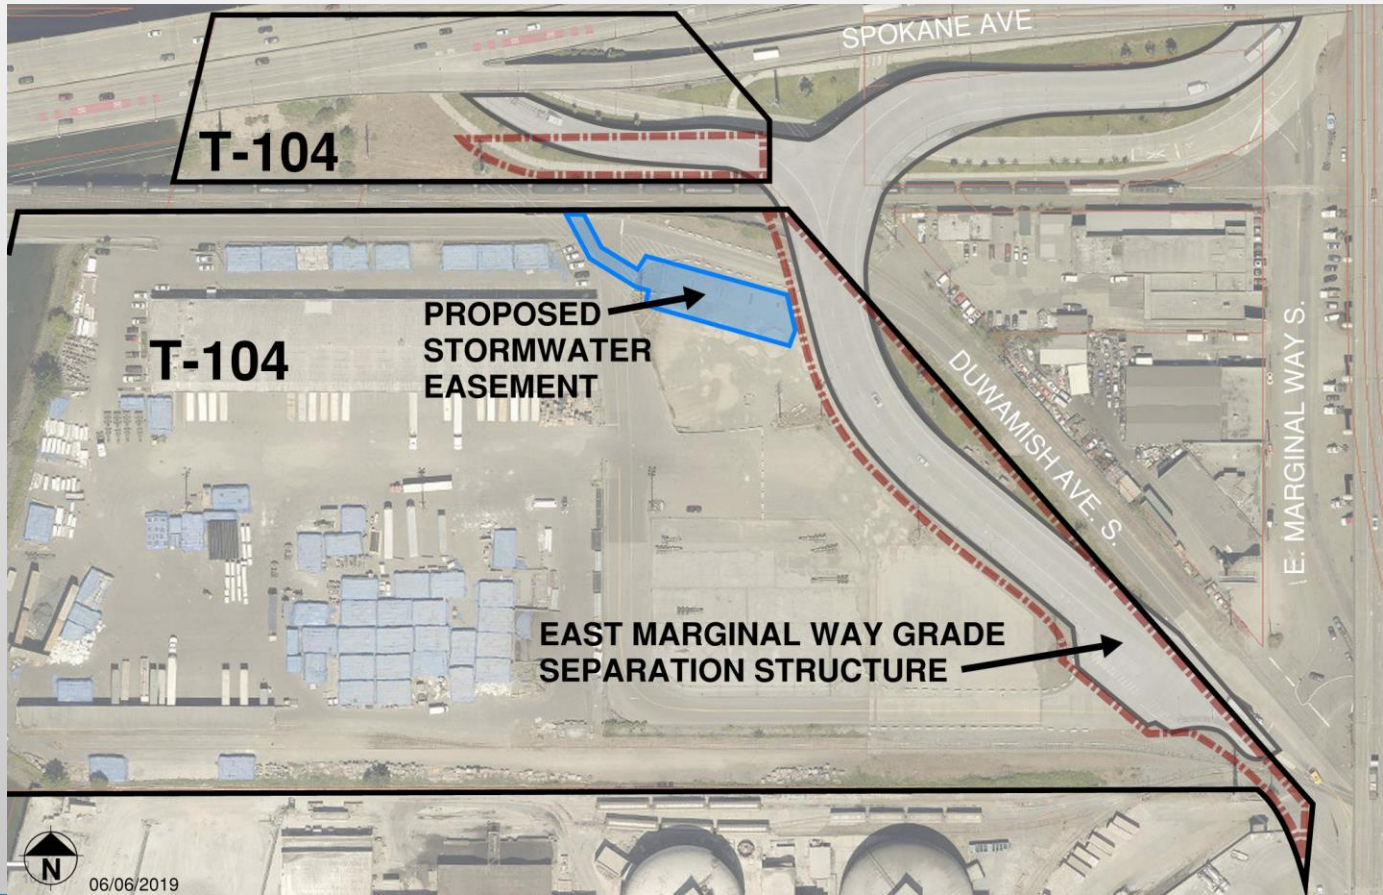 SPOKANE AVE
T-104
PROPOSED
STORMWATER
EASEMENT
T-104
DUWAMISH AVE. S.
E. MARGINAL WAY S.
EAST MARGINAL WAY GRADE
SEPARATION STRUCTURE
N
06/06/2019